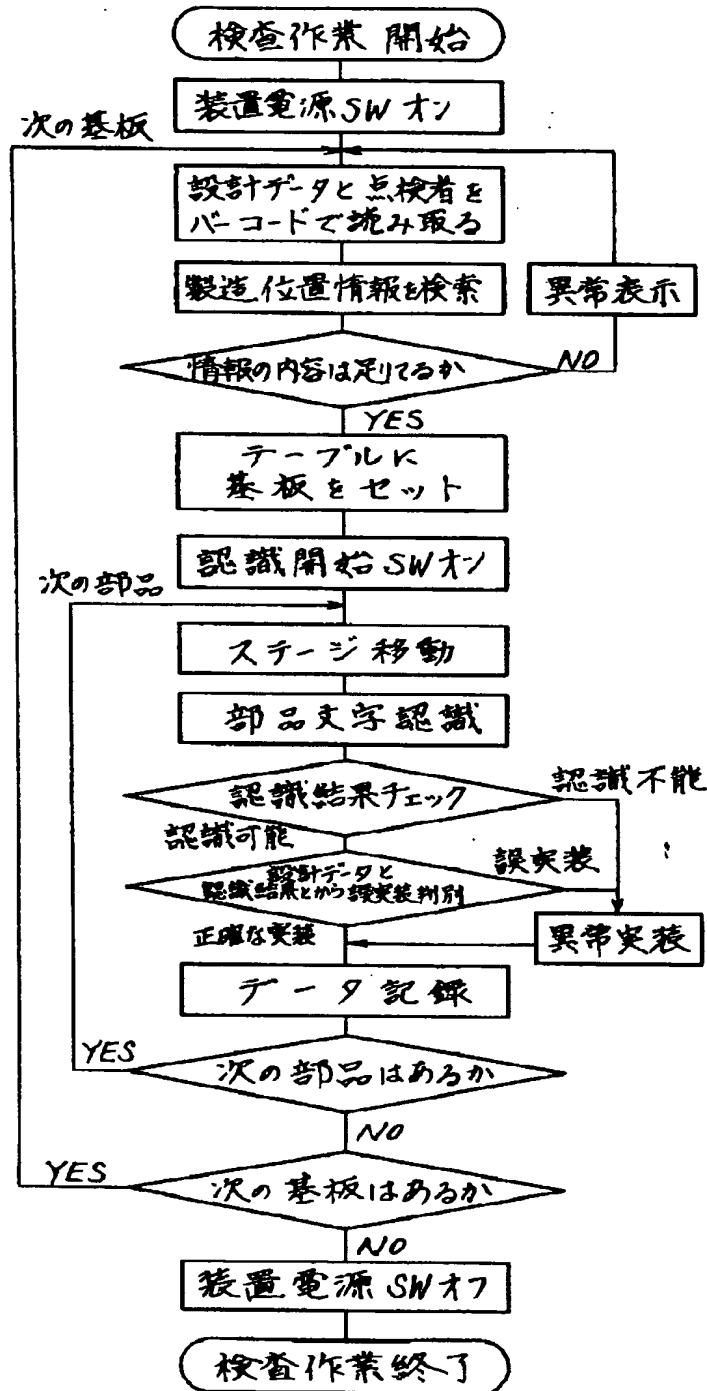 検査作業 開始
装置電源SWオン
次の基板
設計データと点検者を
バーコードで読み取る
製造位置情報を検索
異常表示
情報の内容は足りてるか
NO
YES
テーブルに
基板をセット
認識開始SWオン
次の部品
ステージ移動
部品文字認識
認識結果チェック
認識不能
認識可能
設計データと
認識結果とから誤実装判別
誤実装
正確な実装
異常実装
データ記録
次の部品はあるか
YES
NO
次の基板はあるか
YES
NO
装置電源SWオフ
検査作業終了